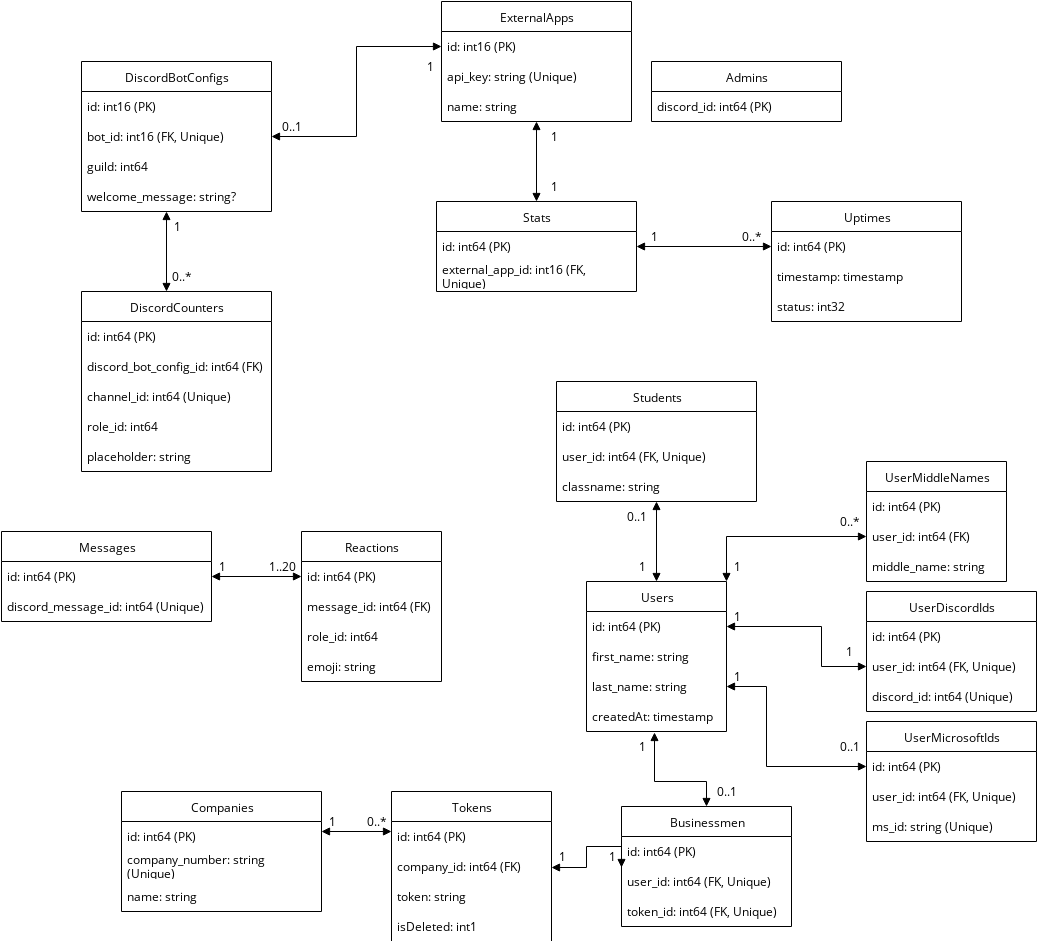 ExternalApps
id: int16 (PK)
api_key: string (Unique)
name: string
1
1
1
DiscordBotConfigs
id: int16 (PK)
bot_id: int16 (FK, Unique)
guild: int64
welcome_message: string?
0..1
1
0..*
Admins
discord_id: int64 (PK)
Stats
id: int64 (PK)
external_app_id: int16 (FK,
Unique)
1
0..*
Uptimes
id: int64 (PK)
timestamp: timestamp
status: int32
DiscordCounters
id: int64 (PK)
discord_bot_config_id: int64 (FK)
channel_id: int64 (Unique)
role_id: int64
placeholder: string
Students
id: int64 (PK)
user_id: int64 (FK, Unique)
classname: string
0..1
1
UserMiddleNames
id: int64 (PK)
user_id: int64 (FK)
middle_name: string
0..*
1
Messages
id: int64 (PK)
discord_message_id: int64 (Unique)
1
1..20
Reactions
id: int64 (PK)
message_id: int64 (FK)
role_id: int64
emoji: string
Users
id: int64 (PK)
first_name: string
last_name: string
createdAt: timestamp
1
1
UserDiscordIds
id: int64 (PK)
user_id: int64 (FK, Unique)
discord_id: int64 (Unique)
1
0..1
UserMicrosoftIds
id: int64 (PK)
user_id: int64 (FK, Unique)
ms_id: string (Unique)
1
0..1
Companies
id: int64 (PK)
company_number: string
(Unique)
name: string
1
0..*
Tokens
id: int64 (PK)
company_id: int64 (FK)
token: string
isDeleted: int1
1
1
Businessmen
id: int64 (PK)
user_id: int64 (FK, Unique)
token_id: int64 (FK, Unique)